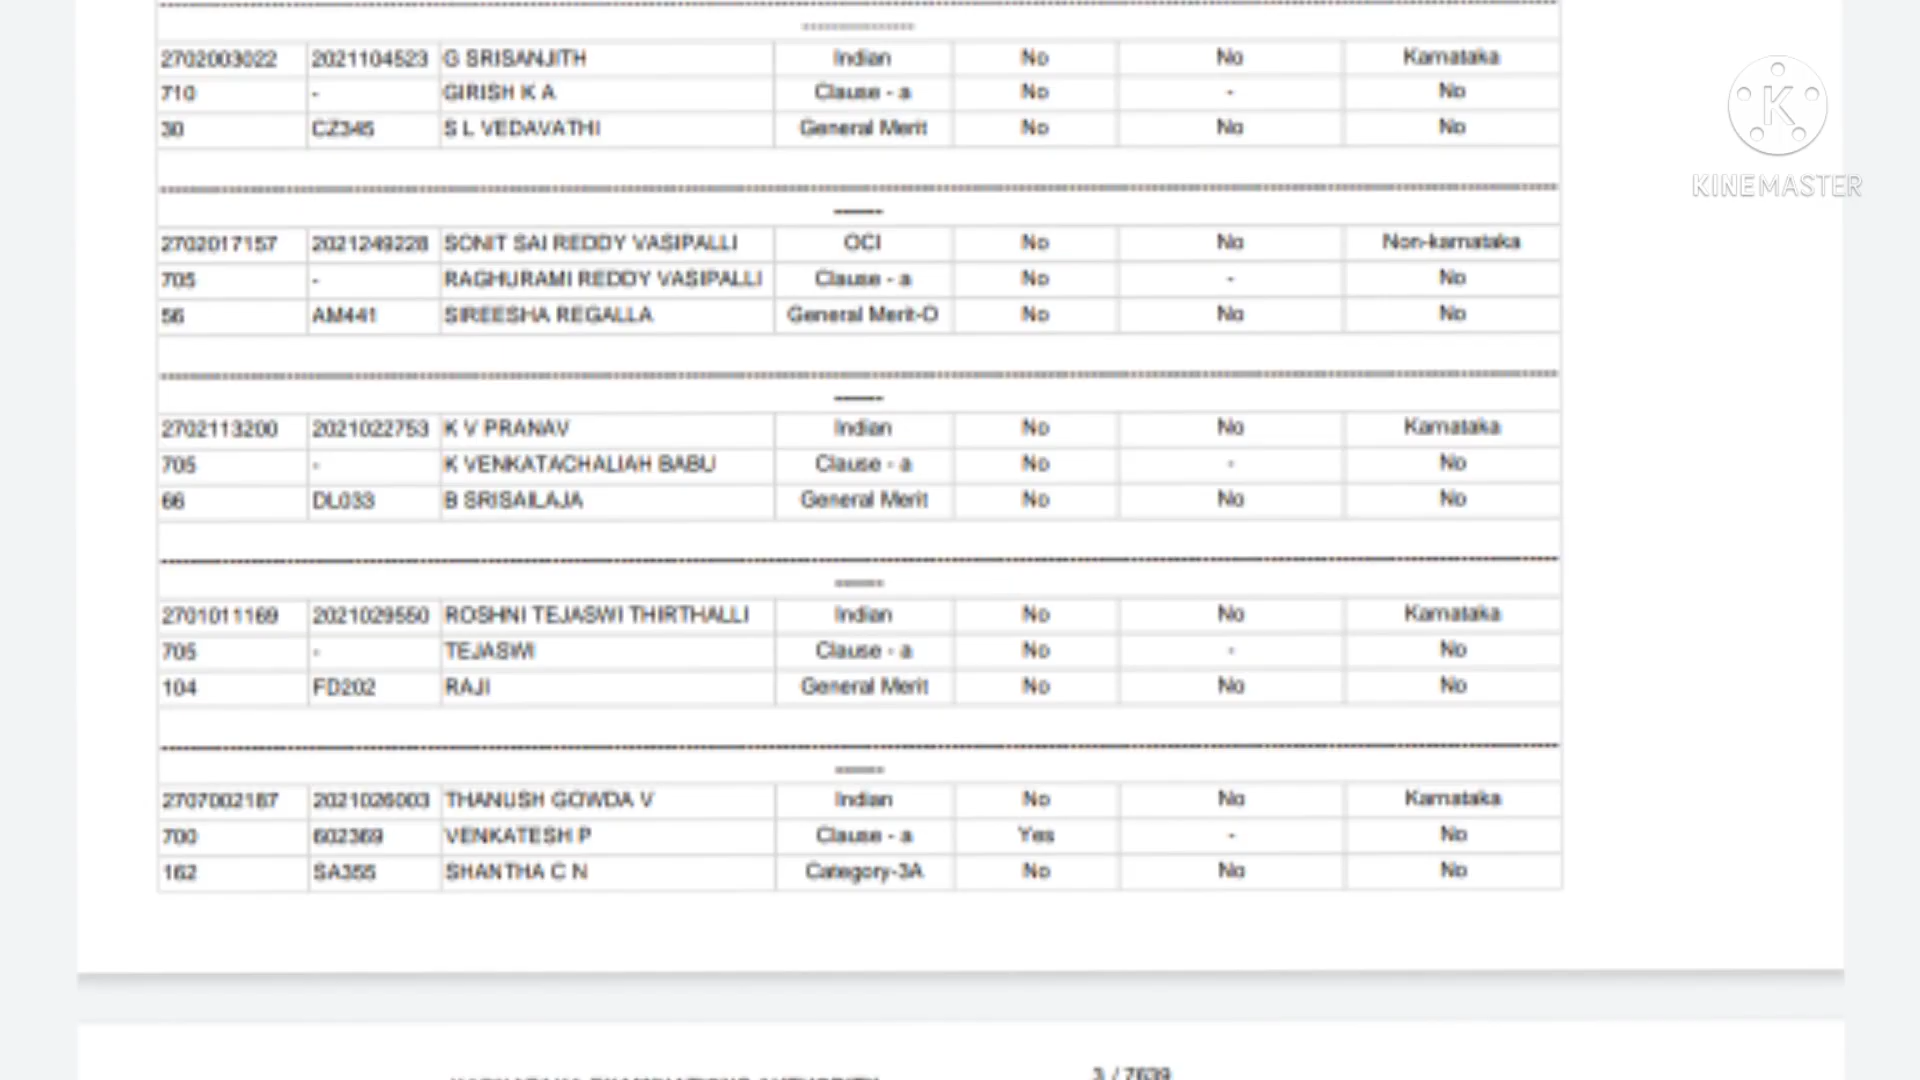 2702003022 2021104523 G SRISANJITH Indian No No Karnataka
710 - GIRISH K A Clause - a No - No
30 CZ345 S L VEDAVATHI General Merit No No No
2702017157 2021249228 SONIT SAI REDDY VASIPALLI OCI No No Non-karnataka
705 - RAGHURAMI REDDY VASIPALLI Clause - a No - No
56 AM441 SIREESHA REGALLA General Merit-O No No No
2702113200 2021022753 K V PRANAV Indian No No Karnataka
705 - K VENKATACHALIAH BABU Clause - a No - No
66 DL033 B SRISAILAJA General Merit No No No
2701011169 2021029550 ROSHNI TEJASWI THIRTHALLI Indian No No Karnataka
705 - TEJASWI Clause - a No - No
104 FD202 RAJI General Merit No No No
2707002187 2021026003 THANUSH GOWDA V Indian No No Karnataka
700 602369 VENKATESH P Clause - a Yes - No
162 SA355 SHANTHA C N Category-3A No No No
3 / 7639
K
KINEMASTER